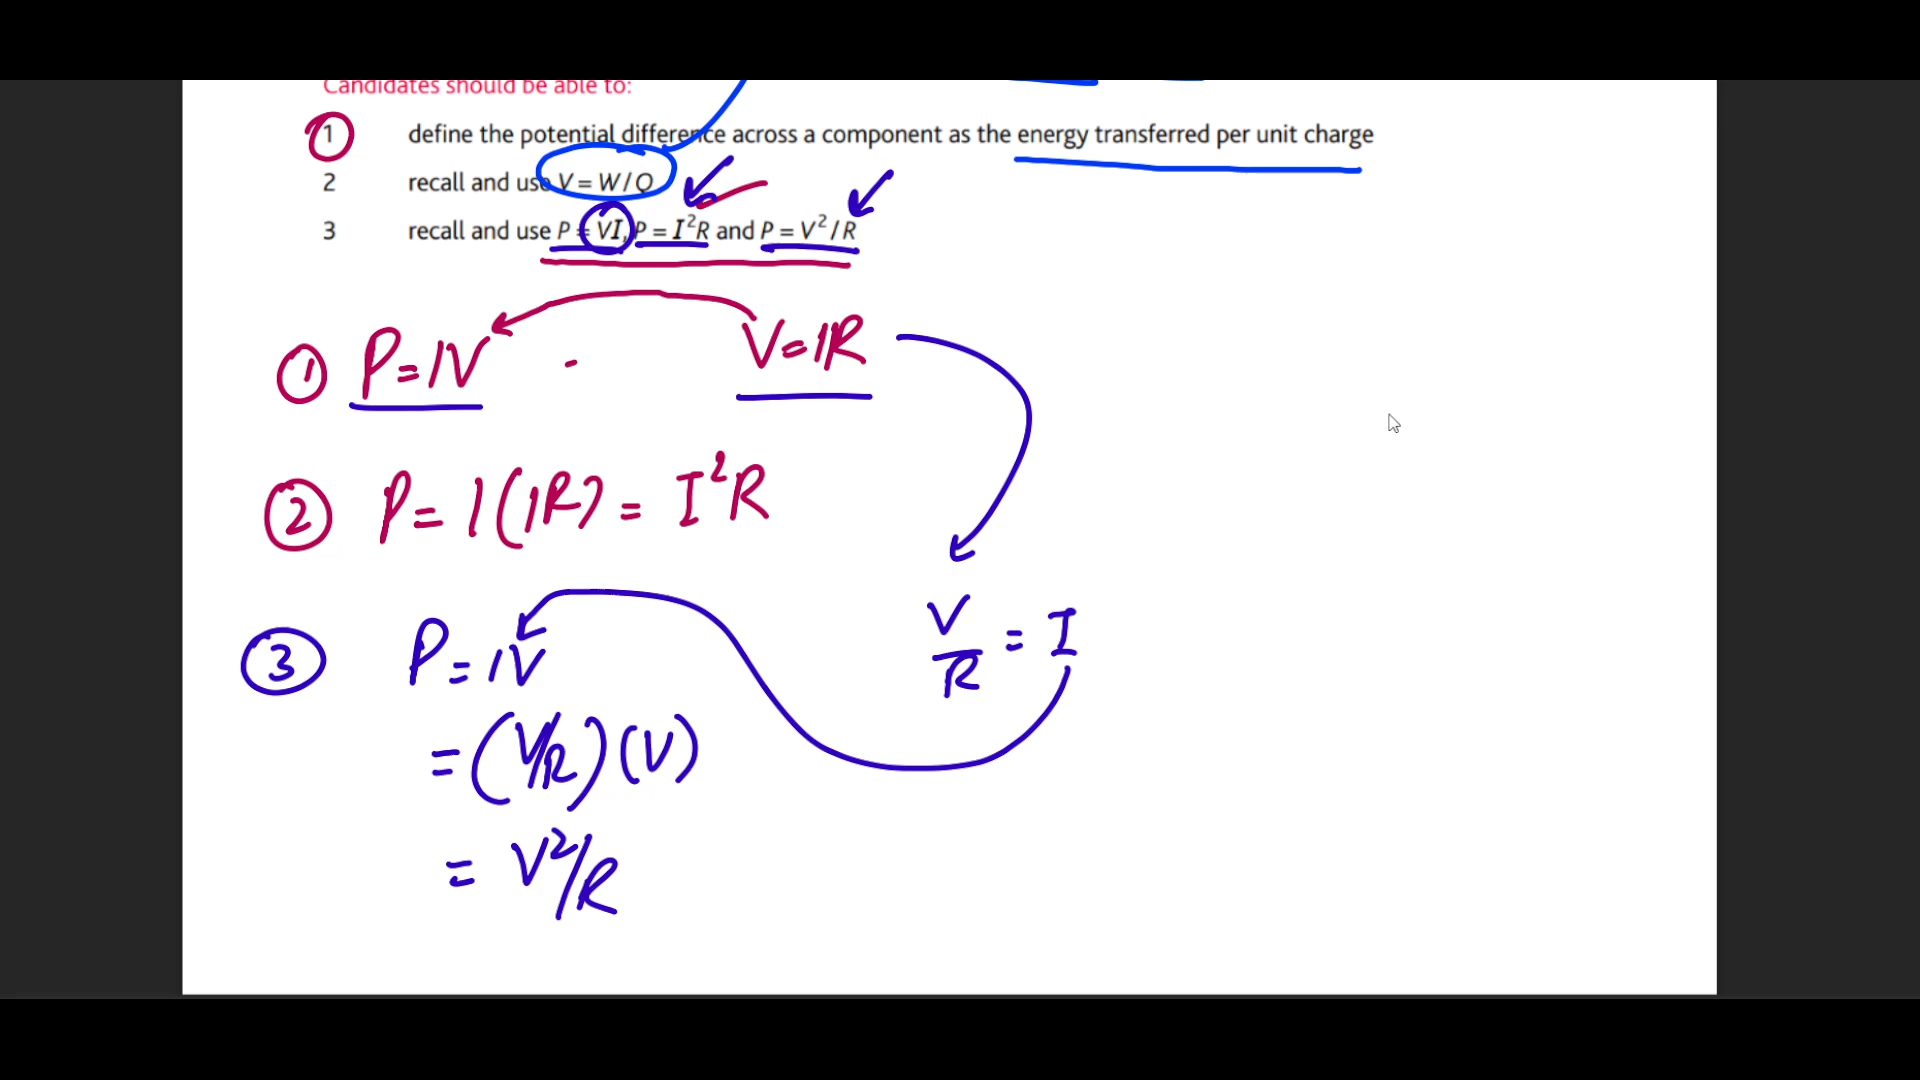 Candidates should be able to:
1 define the potential difference across a component as the energy transferred per unit charge
2 recall and use V = W / Q
3 recall and use P = VI, P = I²R and P = V² / R
① P = IV V = IR
② P = I(IR) = I²R
③ P = IV
V/R = I
= (V/R)(V)
= V²/R